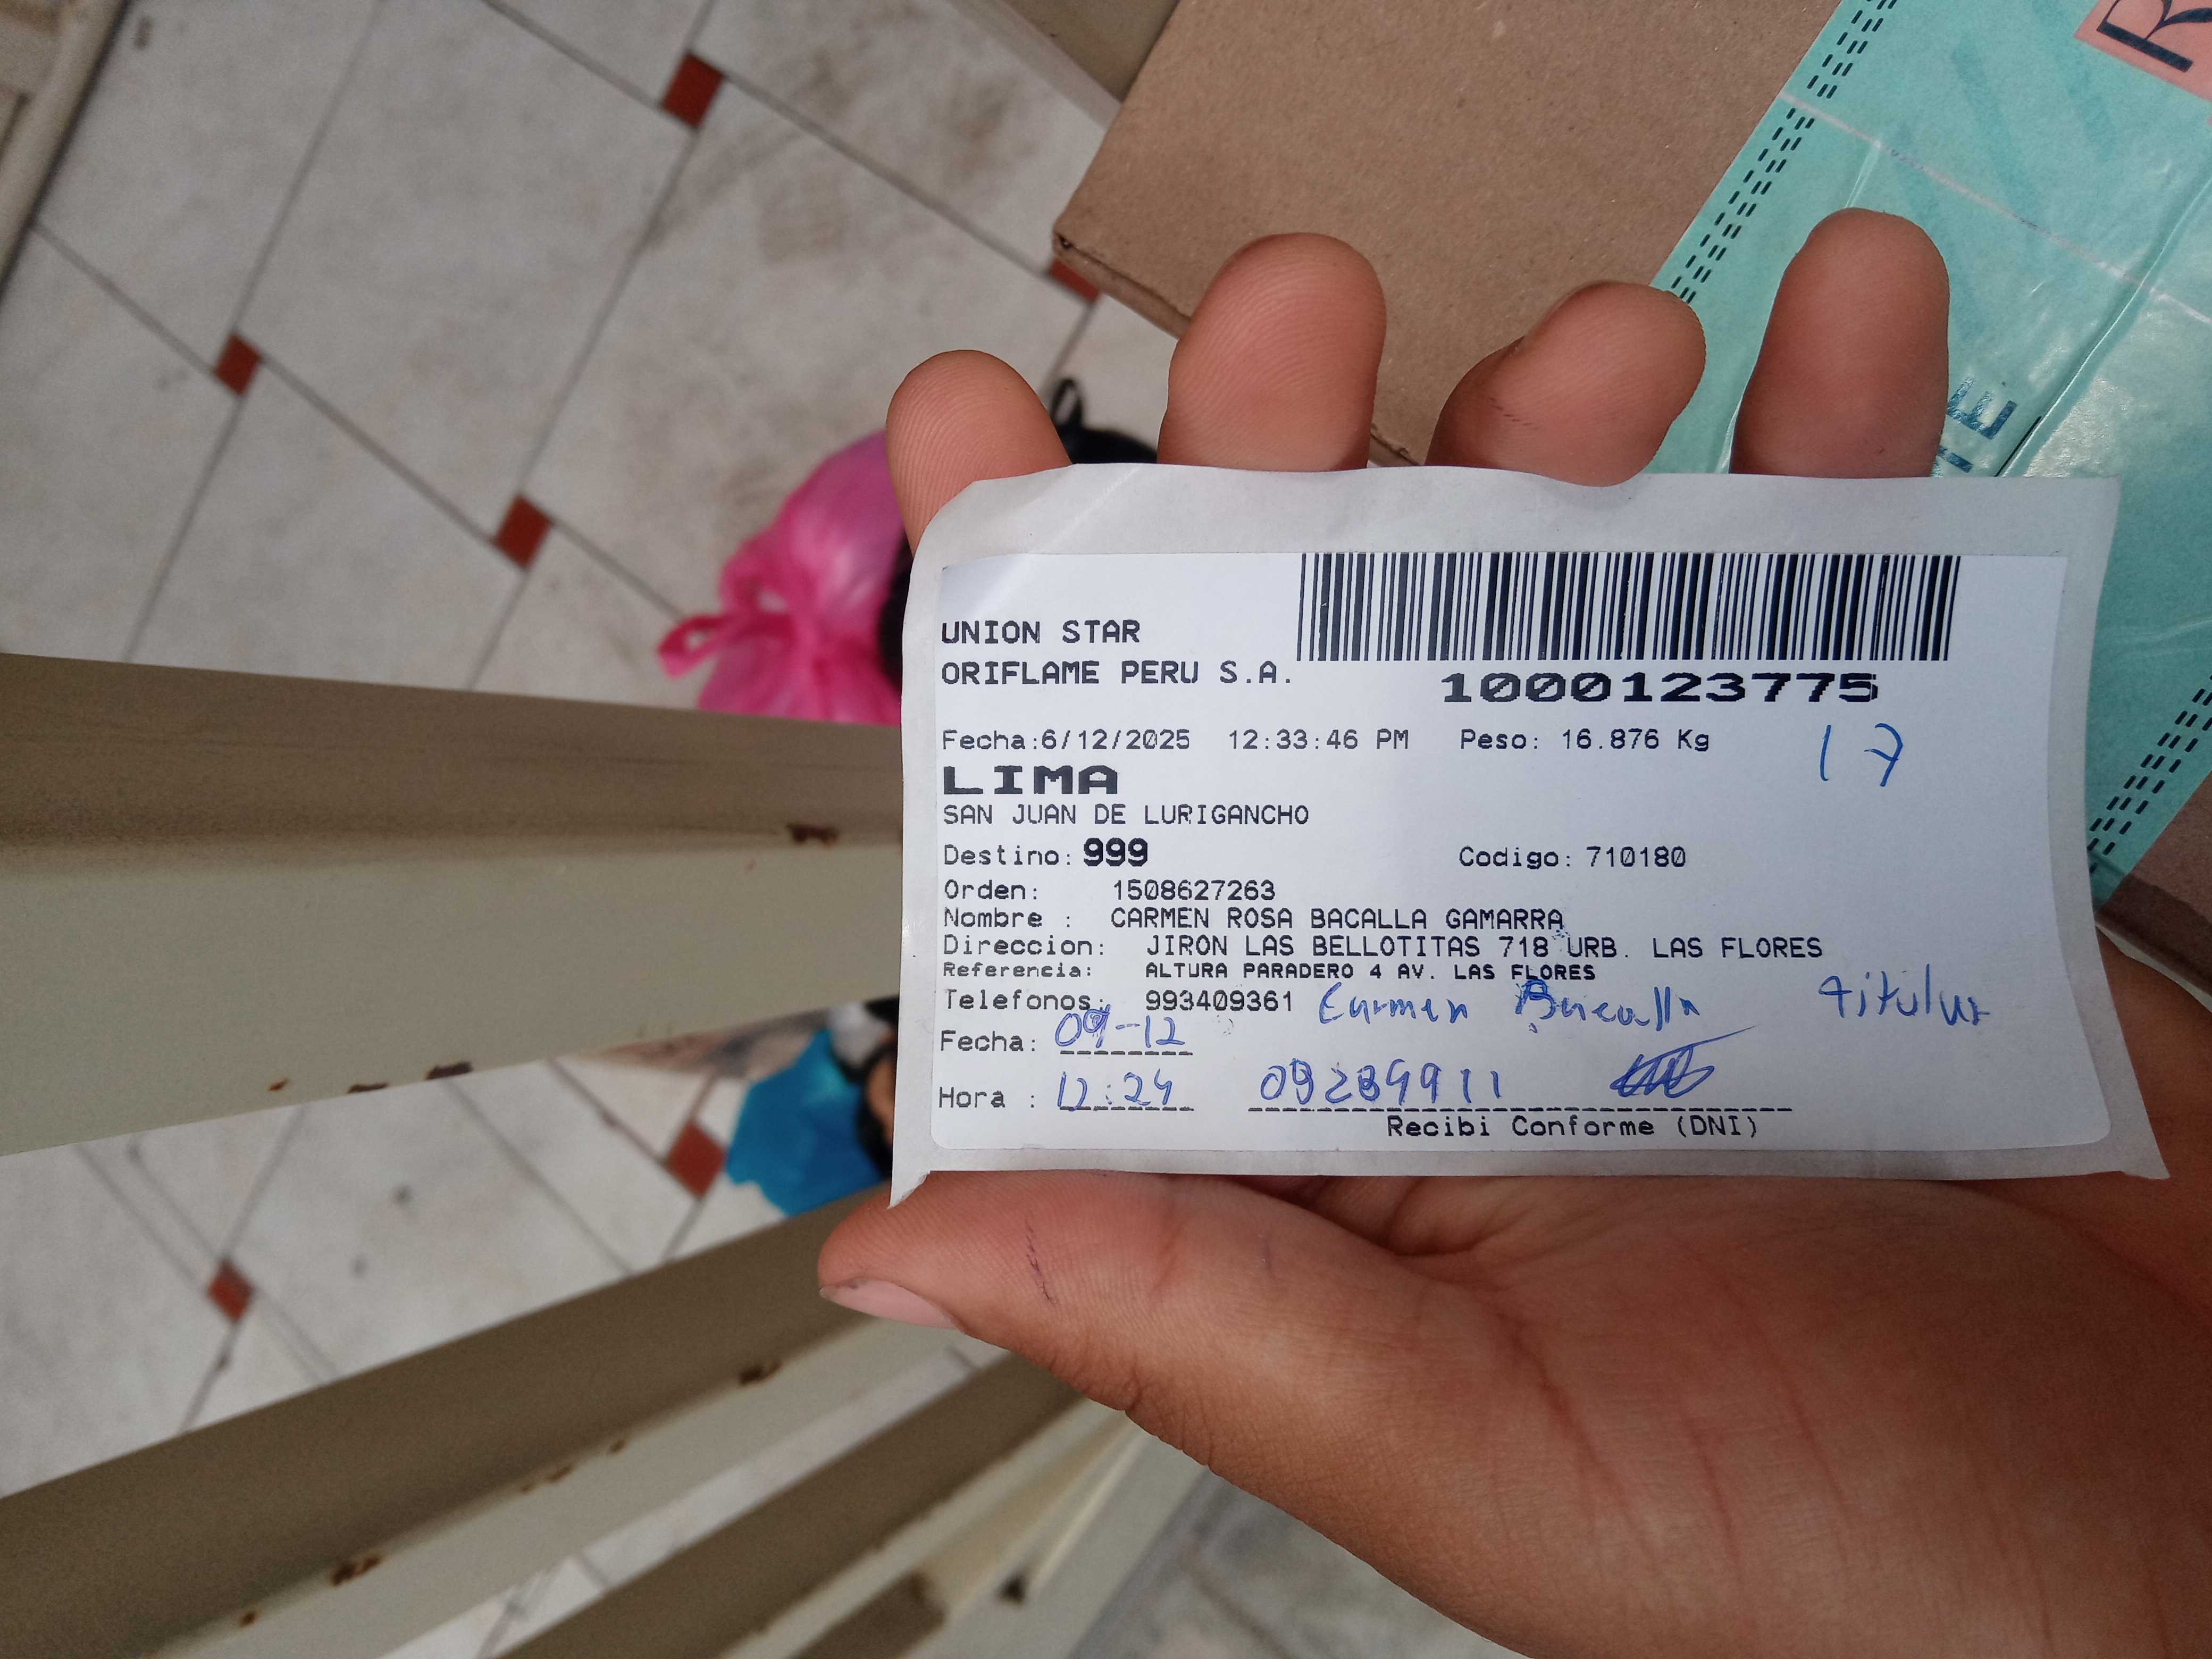 R
TE
UNION STAR
ORIFLAME PERU S.A.
1000123775
Fecha:6/12/2025 12:33:46 PM Peso: 16.876 Kg
17
LIMA
SAN JUAN DE LURIGANCHO
Destino: 999 Codigo: 710180
Orden: 1508627263
Nombre : CARMEN ROSA BACALLA GAMARRA
Direccion: JIRON LAS BELLOTITAS 718 URB. LAS FLORES
Referencia: ALTURA PARADERO 4 AV. LAS FLORES
Telefonos: 993409361 Carmen Bacalla titular
Fecha: 09-12
Hora : 12:24 09289911
Recibi Conforme (DNI)